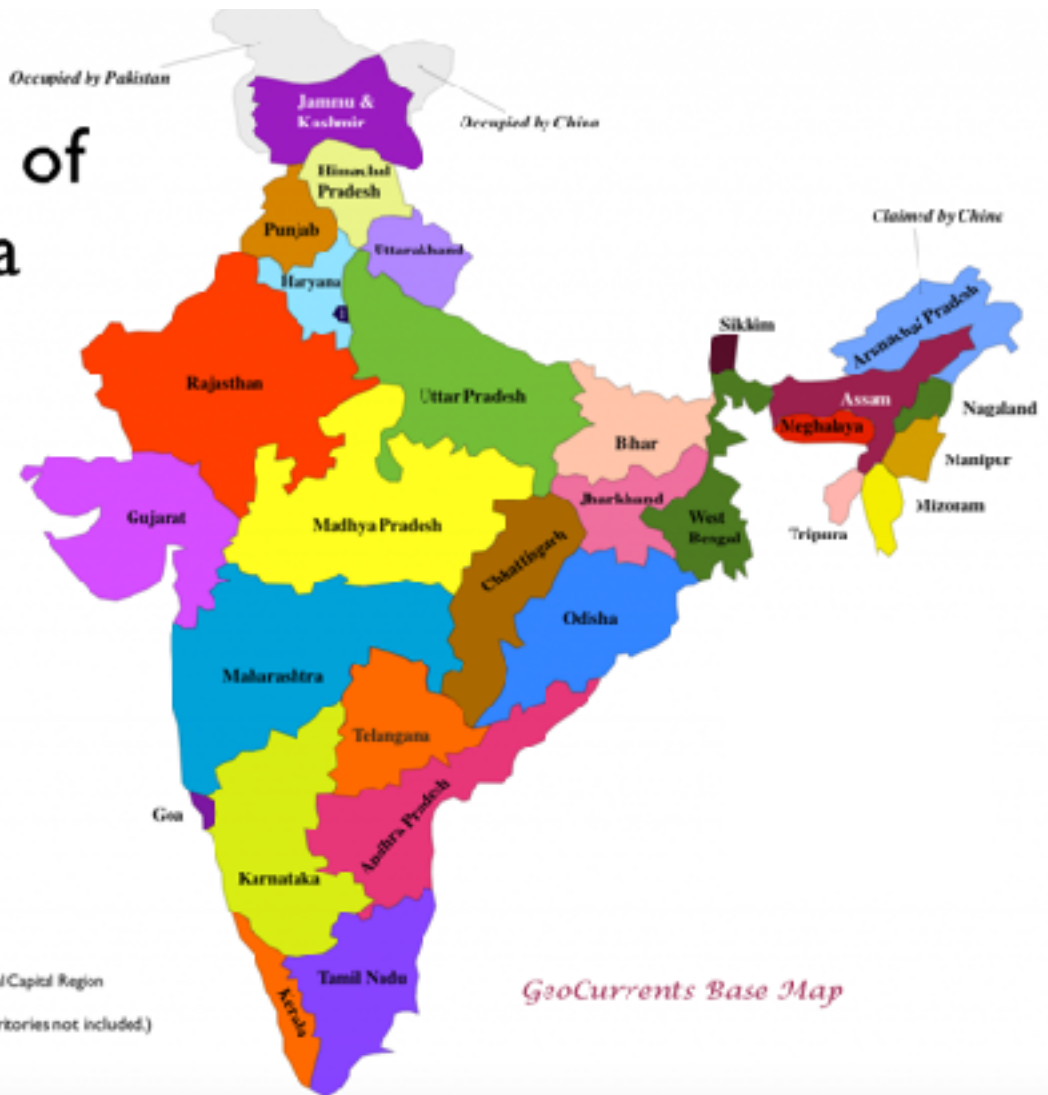 Occupied by Pakistan
Jammu &
Kashmir
Occupied by China
of
Himachal
Pradesh
Punjab
Claimed by China
a
Uttarakhand
Haryana
1
Arunachal Pradesh
Sikkim
Rajasthan
Uttar Pradesh
Assam
Nagaland
Meghalaya
Bihar
Manipur
Jharkhand
Mizoram
Gujarat
Madhya Pradesh
West
Bengal
Tripura
Chhattisgarh
Odisha
Maharashtra
Telangana
Goa
Andhra Pradesh
Karnataka
Tamil Nadu
l Capital Region
GeoCurrents Base Map
Kerala
ritories not included.)